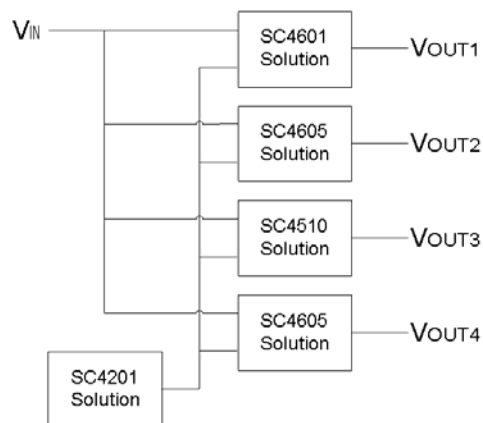 VIN
SC4601
Solution
VOUT1
SC4605
Solution
VOUT2
SC4510
Solution
VOUT3
SC4605
Solution
VOUT4
SC4201
Solution